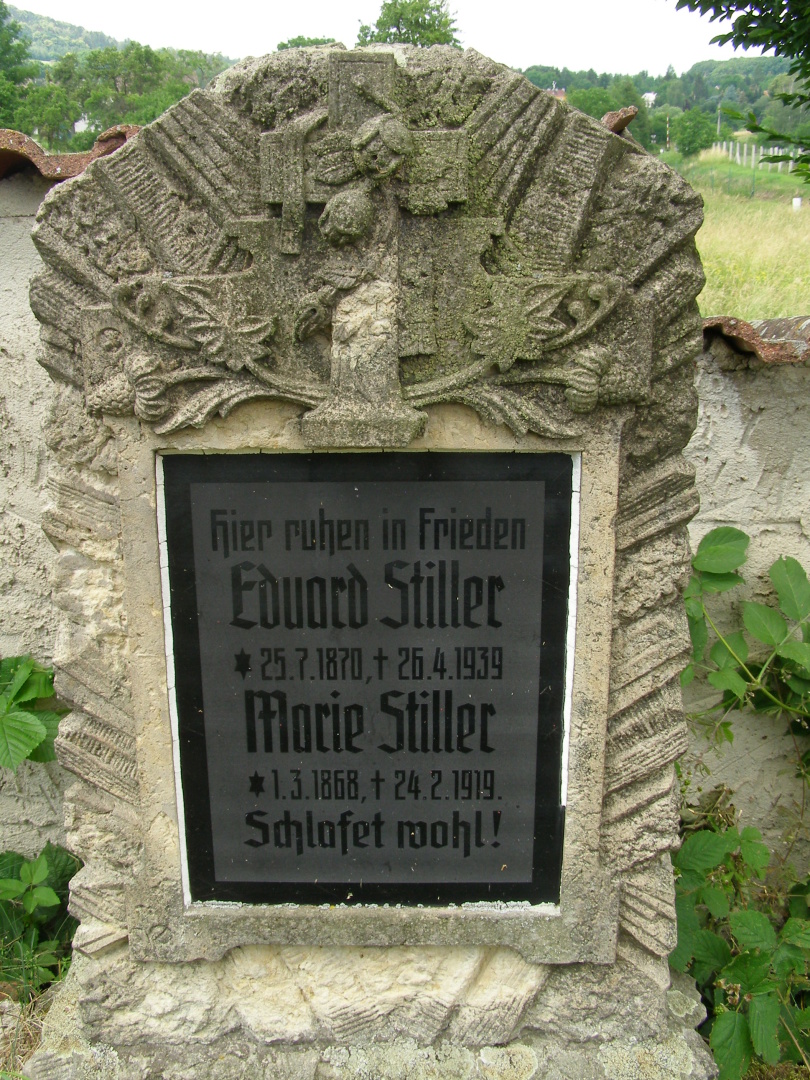 Hier ruhen in Frieden
Eduard Stiller
* 25.7.1870, † 26.4.1939
Marie Stiller
* 1.3.1868, † 24.2.1919.
Schlafet wohl!